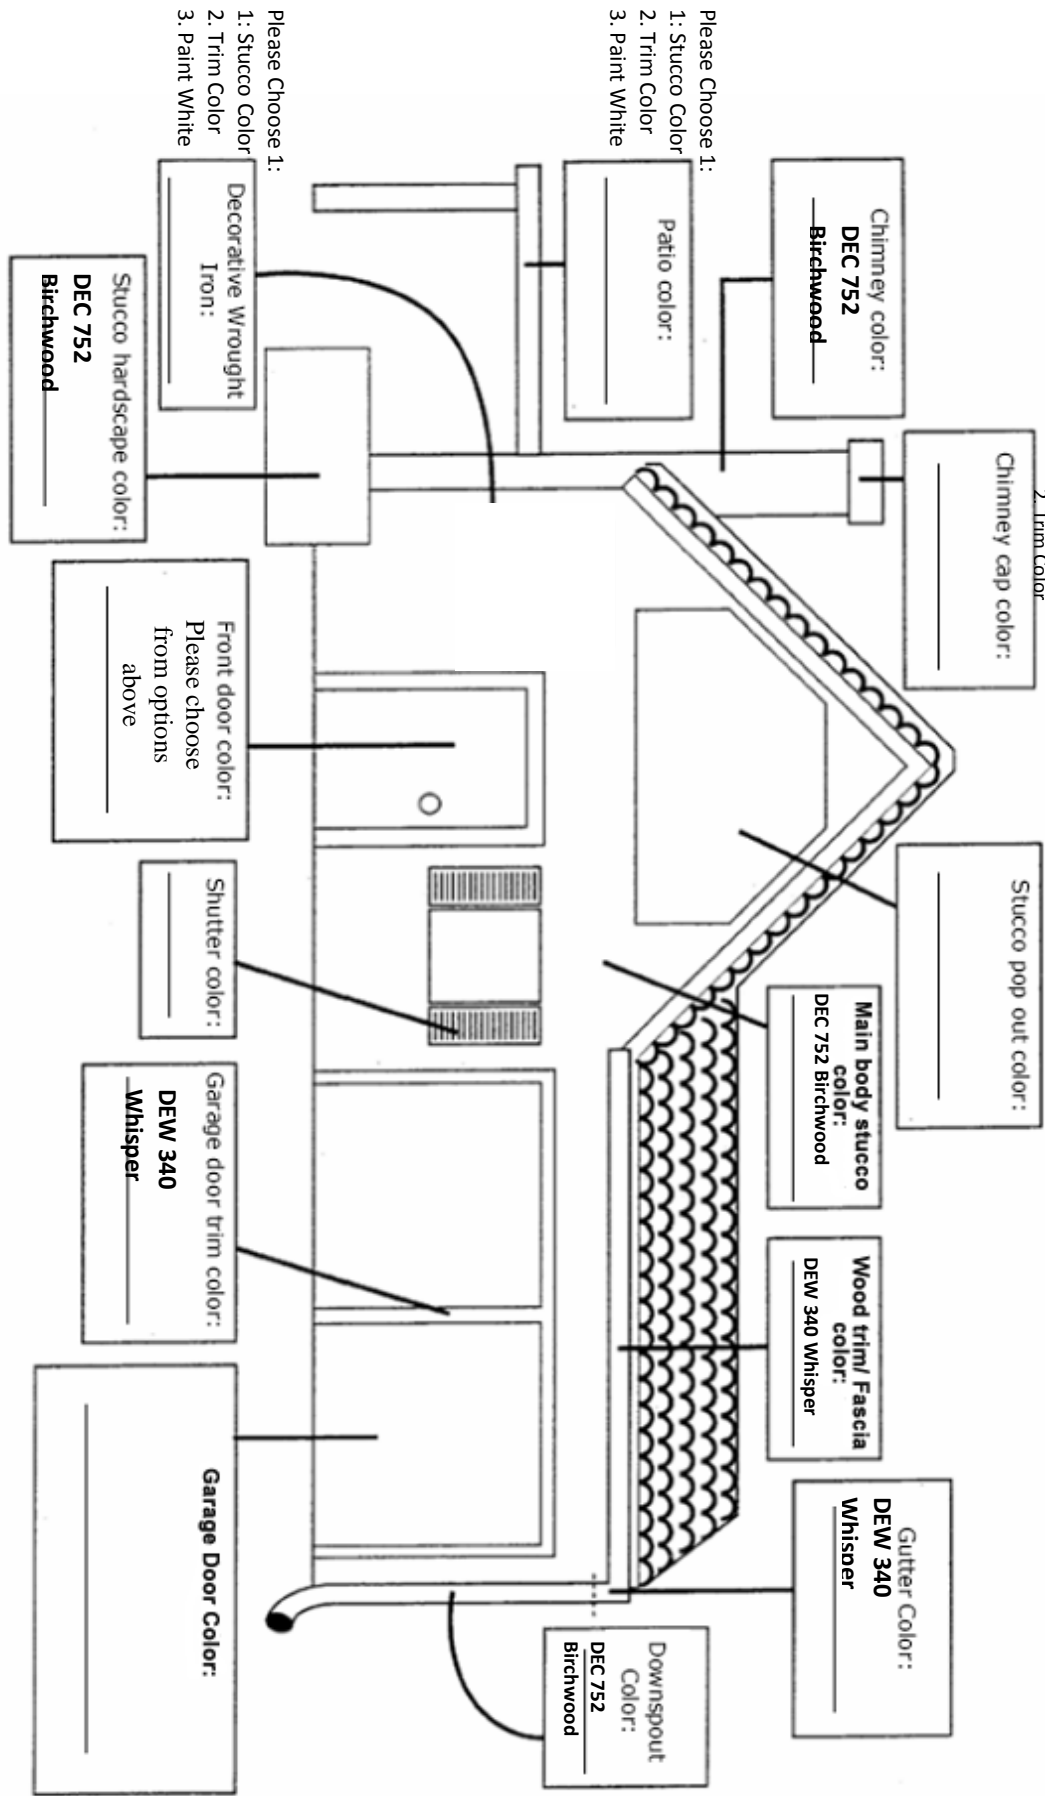 2. Trim Color
Please Choose 1:
1: Stucco Color
2. Trim Color
3. Paint White
Please Choose 1:
1: Stucco Color
2. Trim Color
3. Paint White
Chimney cap color:
Stucco pop out color:
Chimney color:
DEC 752
Birchwood
Main body stucco
color:
DEC 752 Birchwood
Wood trim/ Fascia
color:
DEW 340 Whisper
Gutter Color:
DEW 340
Whisper
Patio color:
Downspout
Color:
DEC 752
Birchwood
Decorative Wrought
Iron:
Stucco hardscape color:
DEC 752
Birchwood
Front door color:
Please choose
from options
above
Shutter color:
Garage door trim color:
DEW 340
Whisper
Garage Door Color: